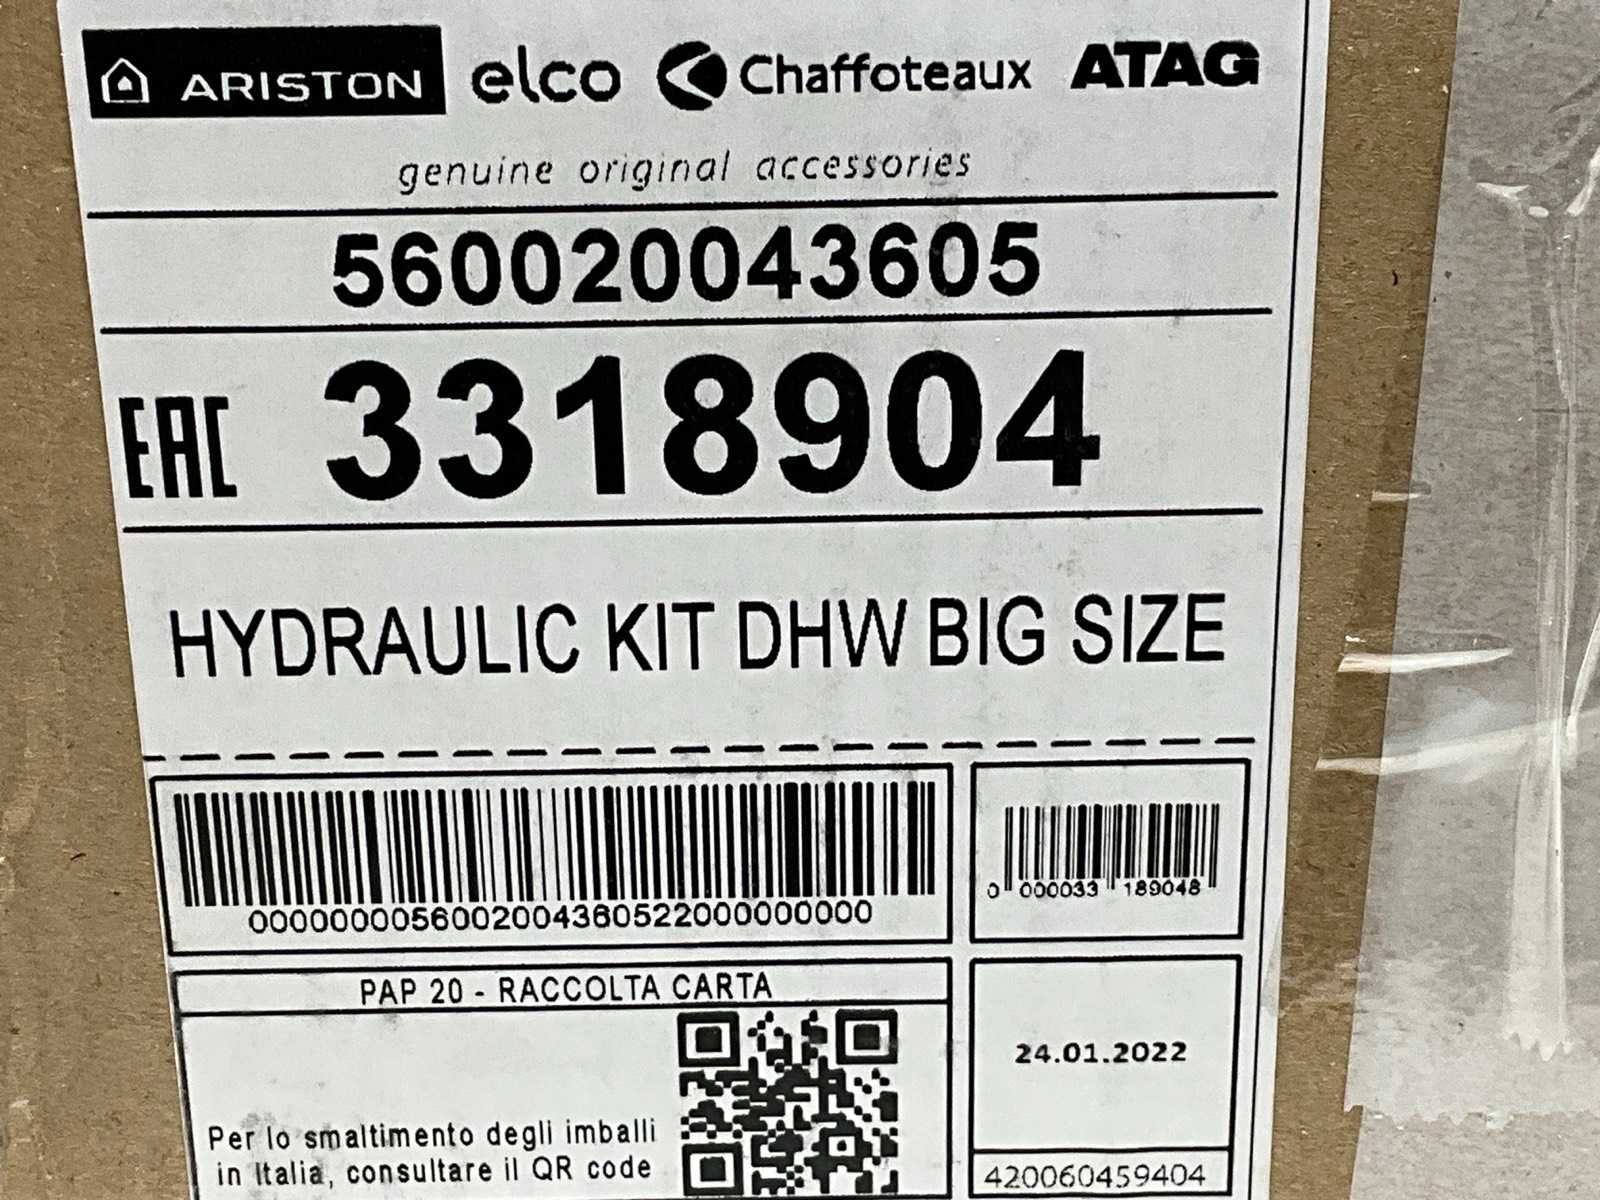 ARISTON elco Chaffoteaux ATAG
genuine original accessories
560020043605
EAC 3318904
HYDRAULIC KIT DHW BIG SIZE
000000005600200436052200000000 0 000033 189048
PAP 20 - RACCOLTA CARTA
24.01.2022
Per lo smaltimento degli imballi
in Italia, consultare il QR code
420060459404